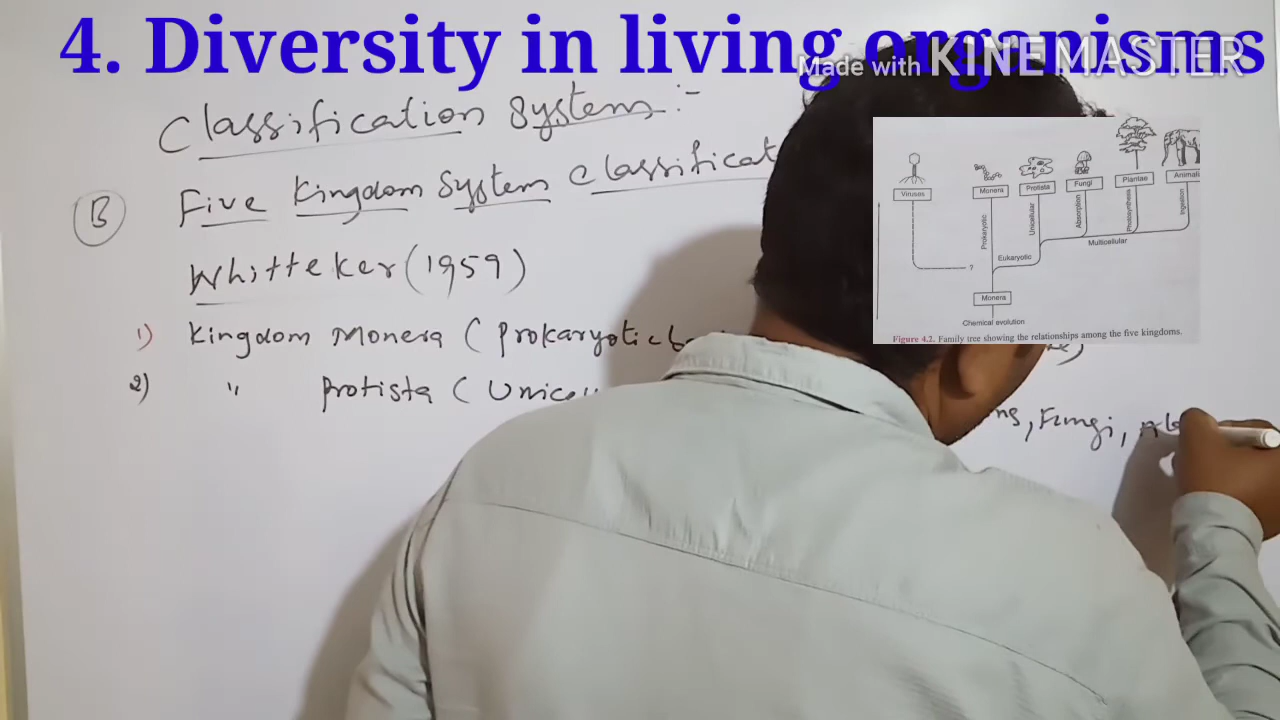 4. Diversity in living organisms
Made with KINEMASTER
Classification Systems :-
B Five Kingdom System Classificat
Whitteker (1959)
1) Kingdom Monera ( Prokaryotic
2) " Protista (
, Fungi,
Viruses
Monera
Protista
Fungi
Plantae
Animali
Prokaryotic
Unicellular
Absorption
Photosynthesis
Ingestion
Multicellular
Eukaryotic
?
Monera
Chemical evolution
Figure 4.2. Family tree showing the relationships among the five kingdoms.